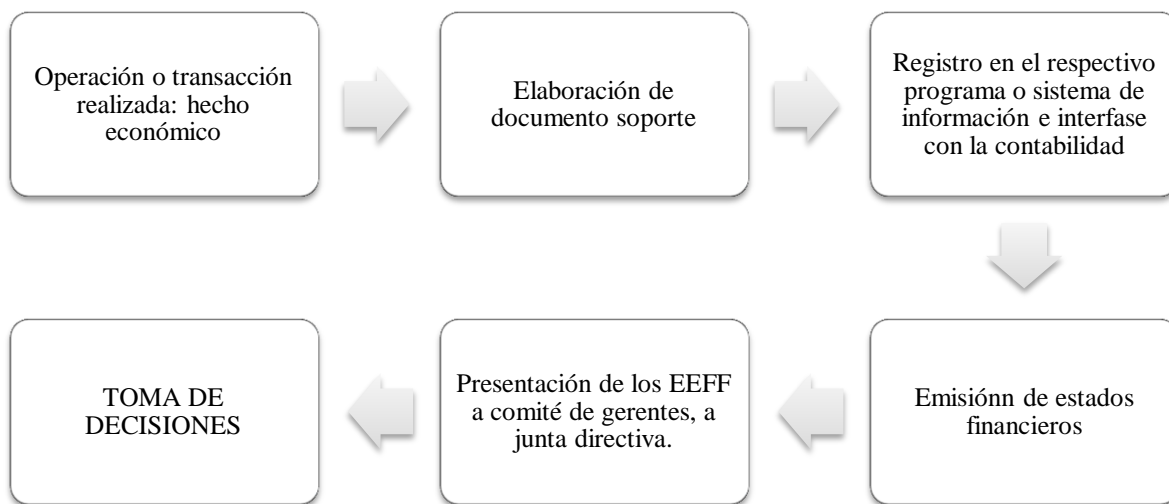 Operación o transacción
realizada: hecho
económico
Elaboración de
documento soporte
Registro en el respectivo
programa o sistema de
información e interfase
con la contabilidad
Emisiónn de estados
financieros
Presentación de los EEFF
a comité de gerentes, a
junta directiva.
TOMA DE
DECISIONES